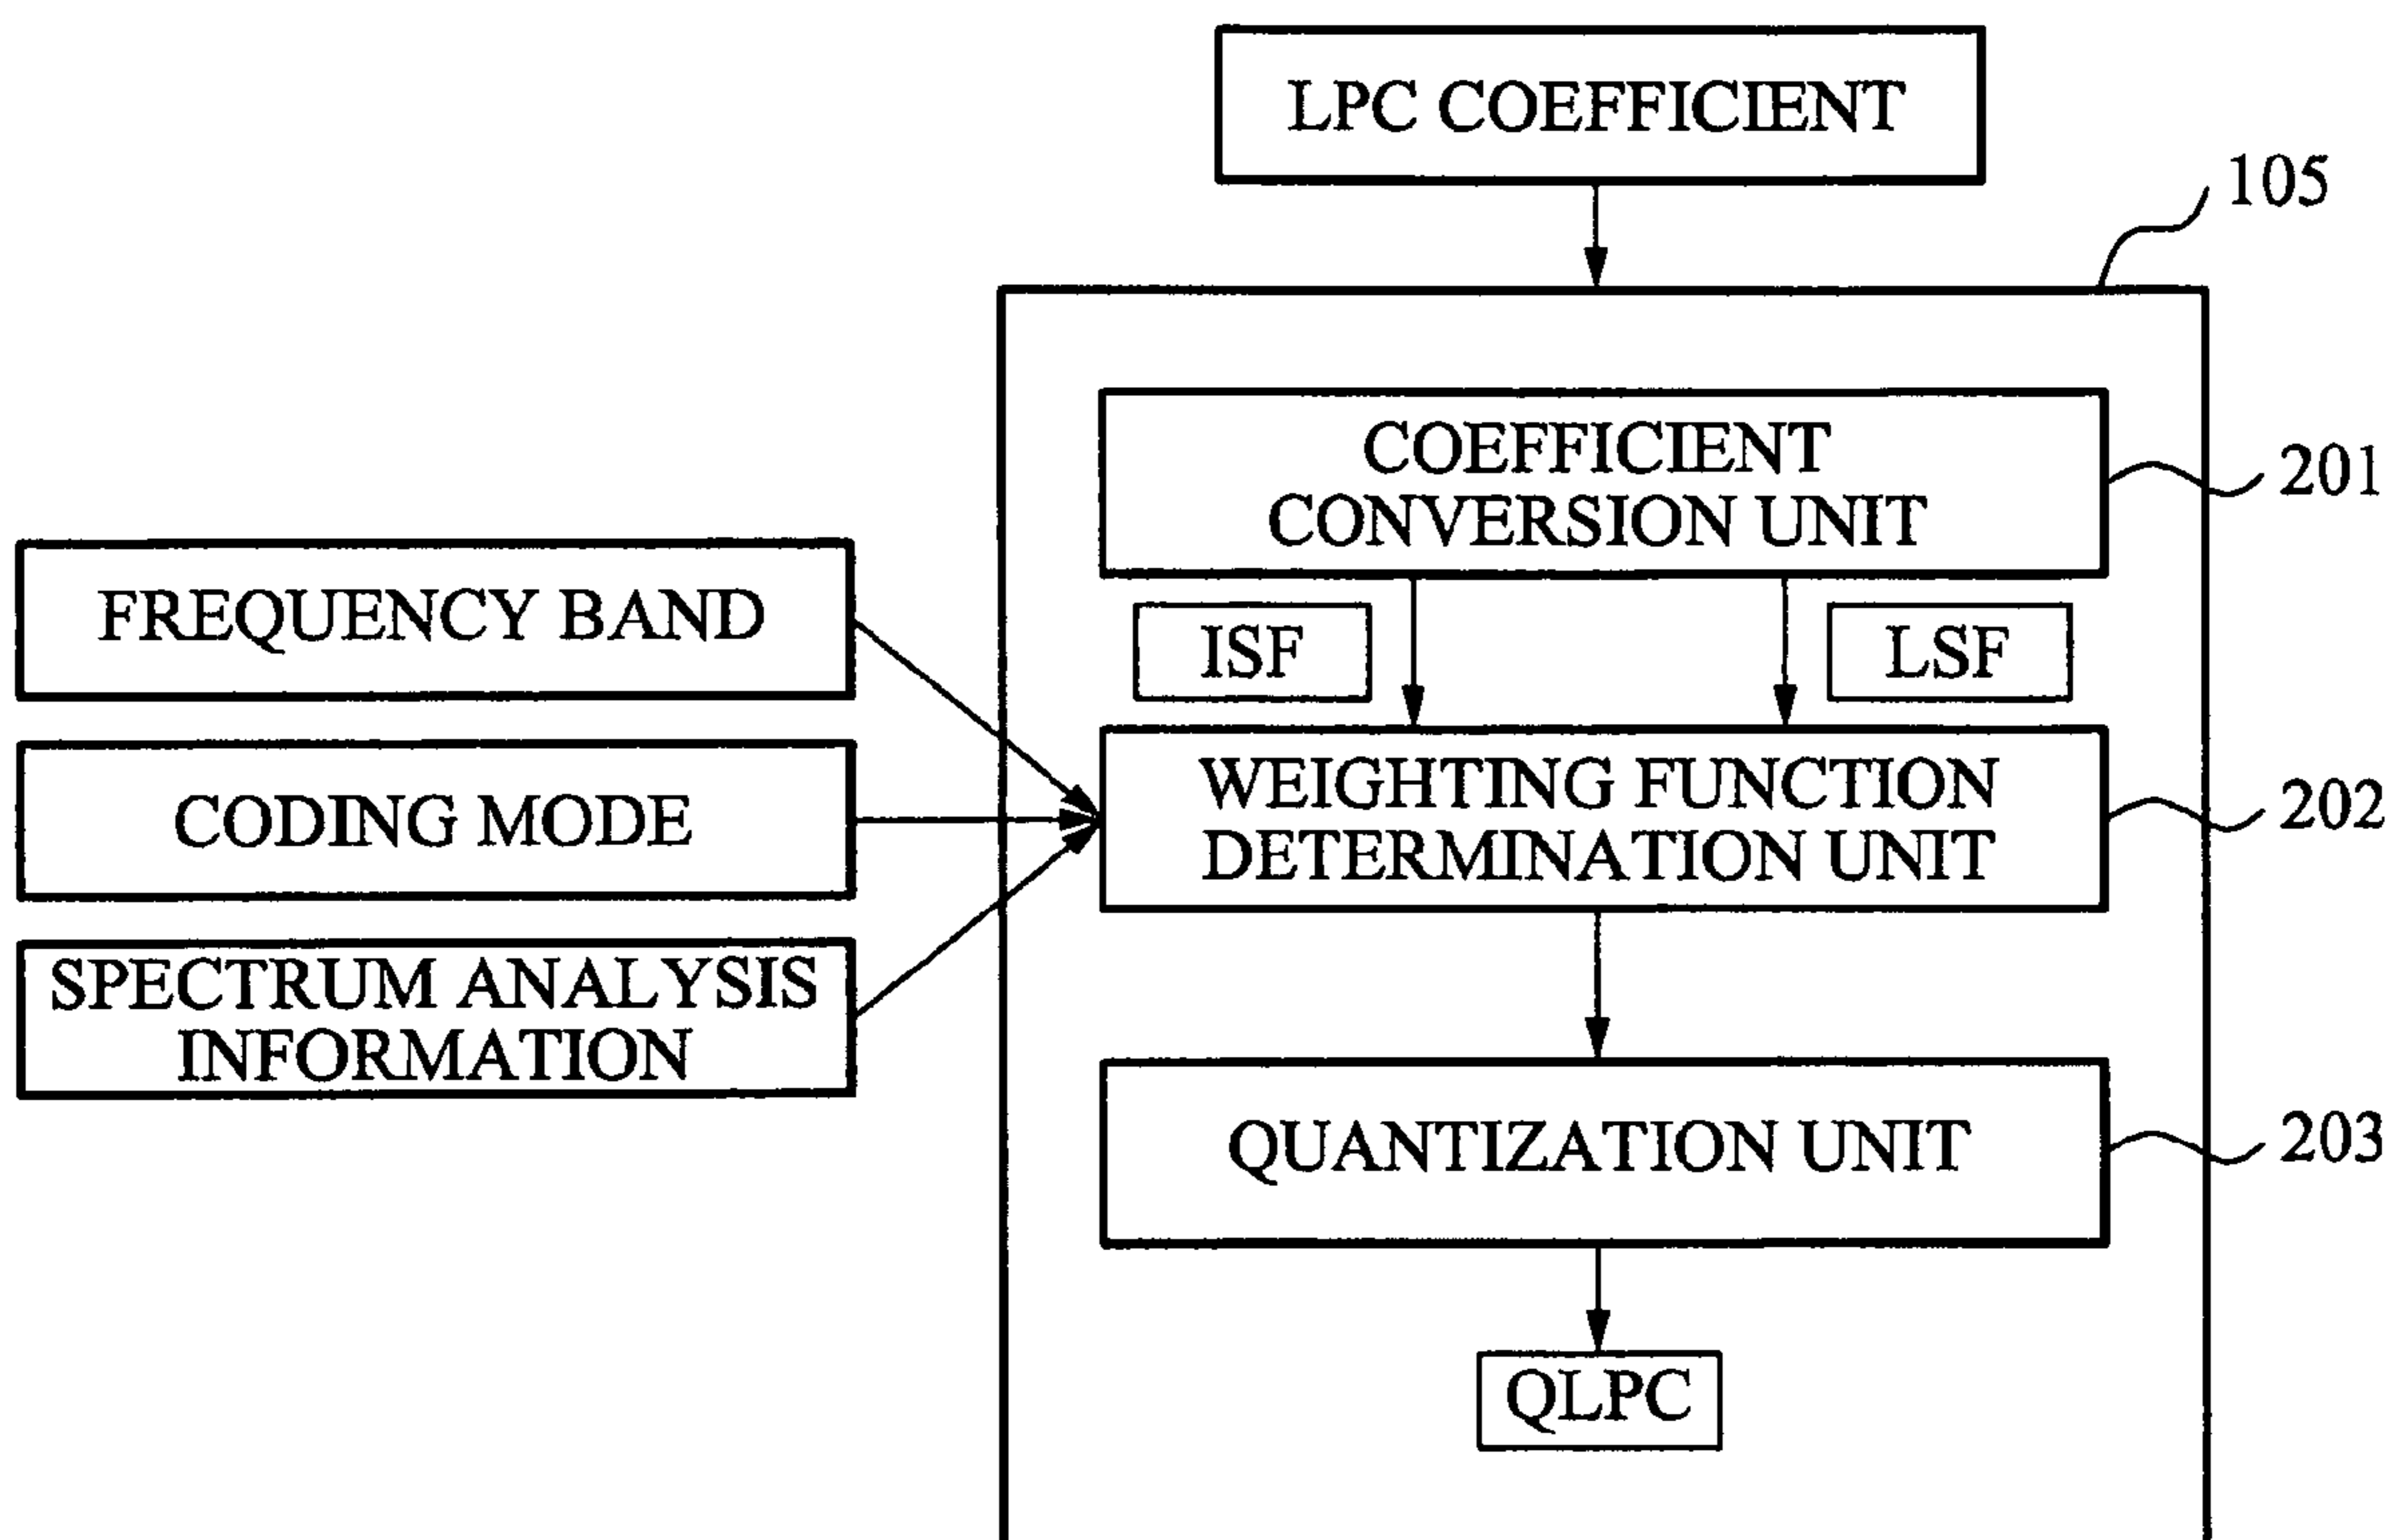 LPC COEFFICIENT
105
COEFFICIENT
CONVERSION UNIT
201
FREQUENCY BAND
ISF
LSF
CODING MODE
WEIGHTING FUNCTION
DETERMINATION UNIT
202
SPECTRUM ANALYSIS
INFORMATION
QUANTIZATION UNIT
203
QLPC